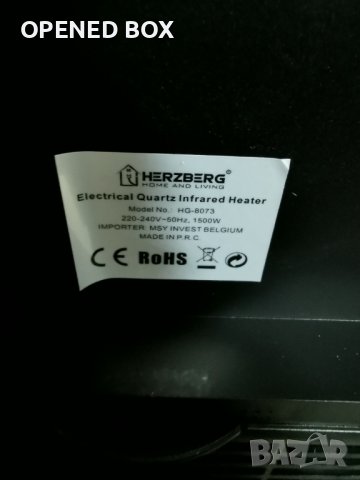 OPENED BOX
HERZBERG®
HOME AND LIVING
Electrical Quartz Infrared Heater
Model No.: HG-8073
220-240V~50Hz, 1500W
IMPORTER: MSY INVEST BELGIUM
MADE IN P.R.C.
CE RoHS
BAZAR